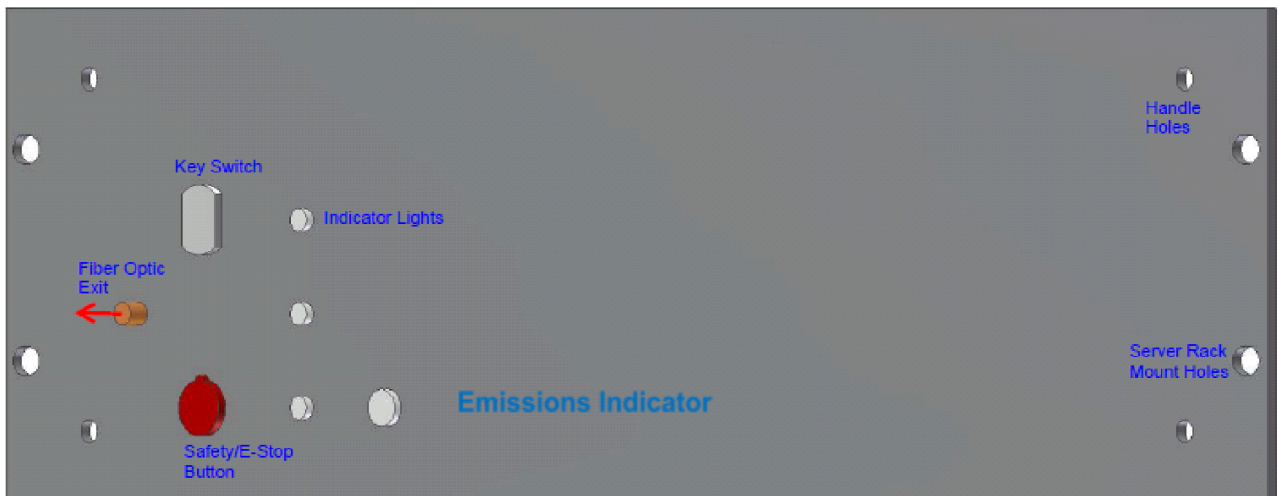 Handle
Holes
Key Switch
Indicator Lights
Fiber Optic
Exit
Server Rack
Mount Holes
Emissions Indicator
Safety/E-Stop
Button